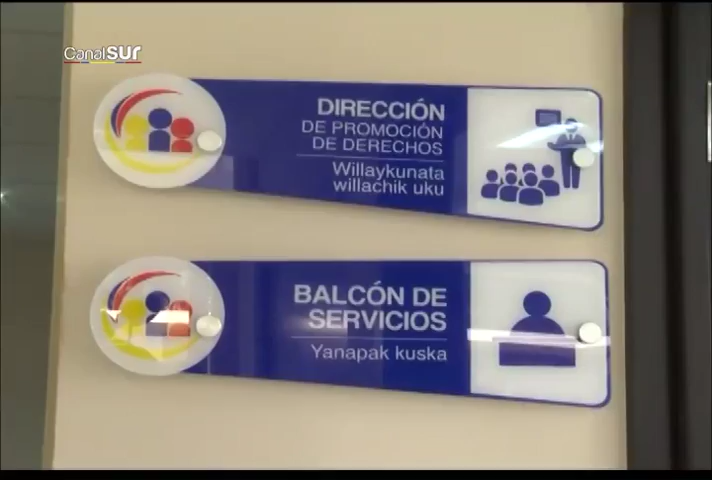 CanalSUr
DIRECCIÓN
DE PROMOCIÓN
DE DERECHOS
Willaykunata
willachik uku
BALCÓN DE
SERVICIOS
Yanapak kuska